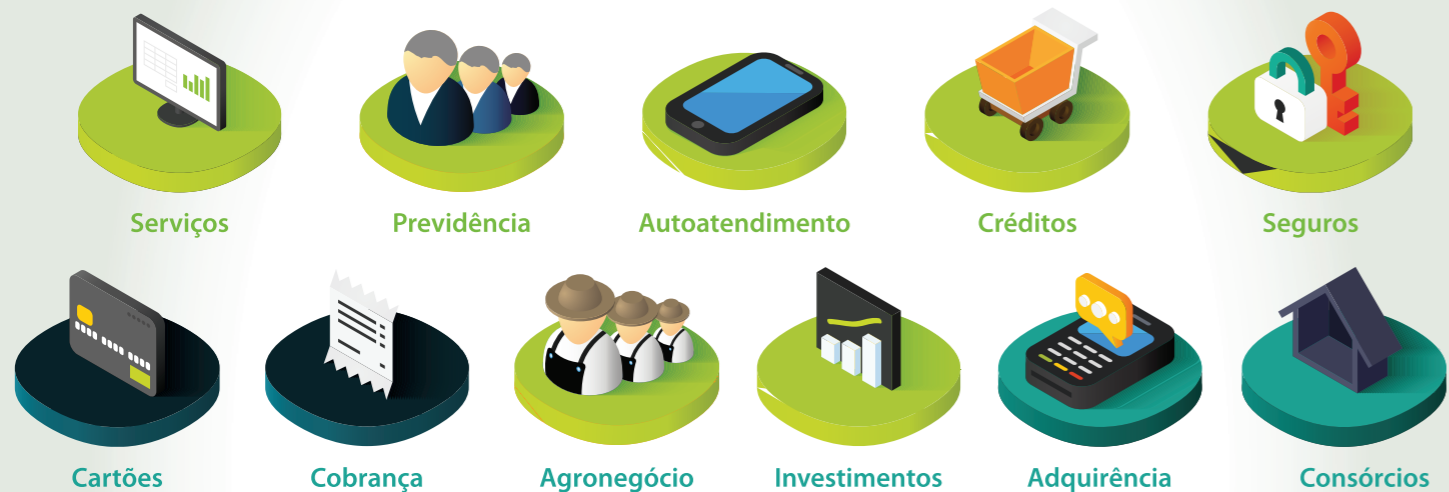 Serviços Previdência Autoatendimento Créditos Seguros
Cartões Cobrança Agronegócio Investimentos Adquirência Consórcios